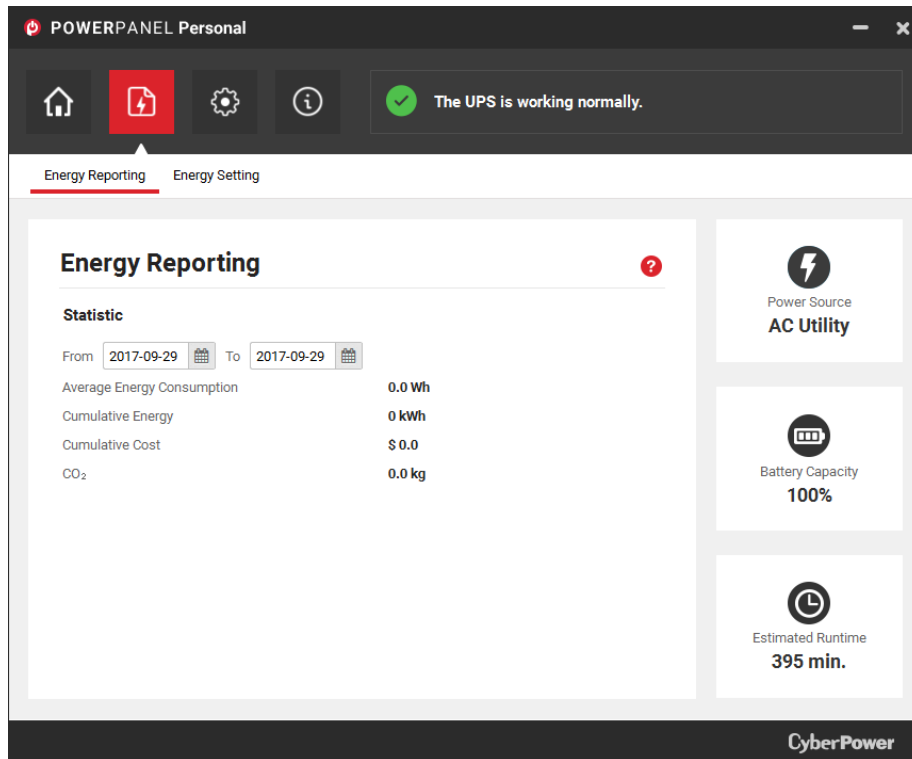 POWERPANEL Personal
The UPS is working normally.
Energy Reporting Energy Setting
Energy Reporting
?
Statistic
From 2017-09-29 To 2017-09-29
Average Energy Consumption 0.0 Wh
Cumulative Energy 0 kWh
Cumulative Cost $ 0.0
CO₂ 0.0 kg
Power Source
AC Utility
Battery Capacity
100%
Estimated Runtime
395 min.
CyberPower